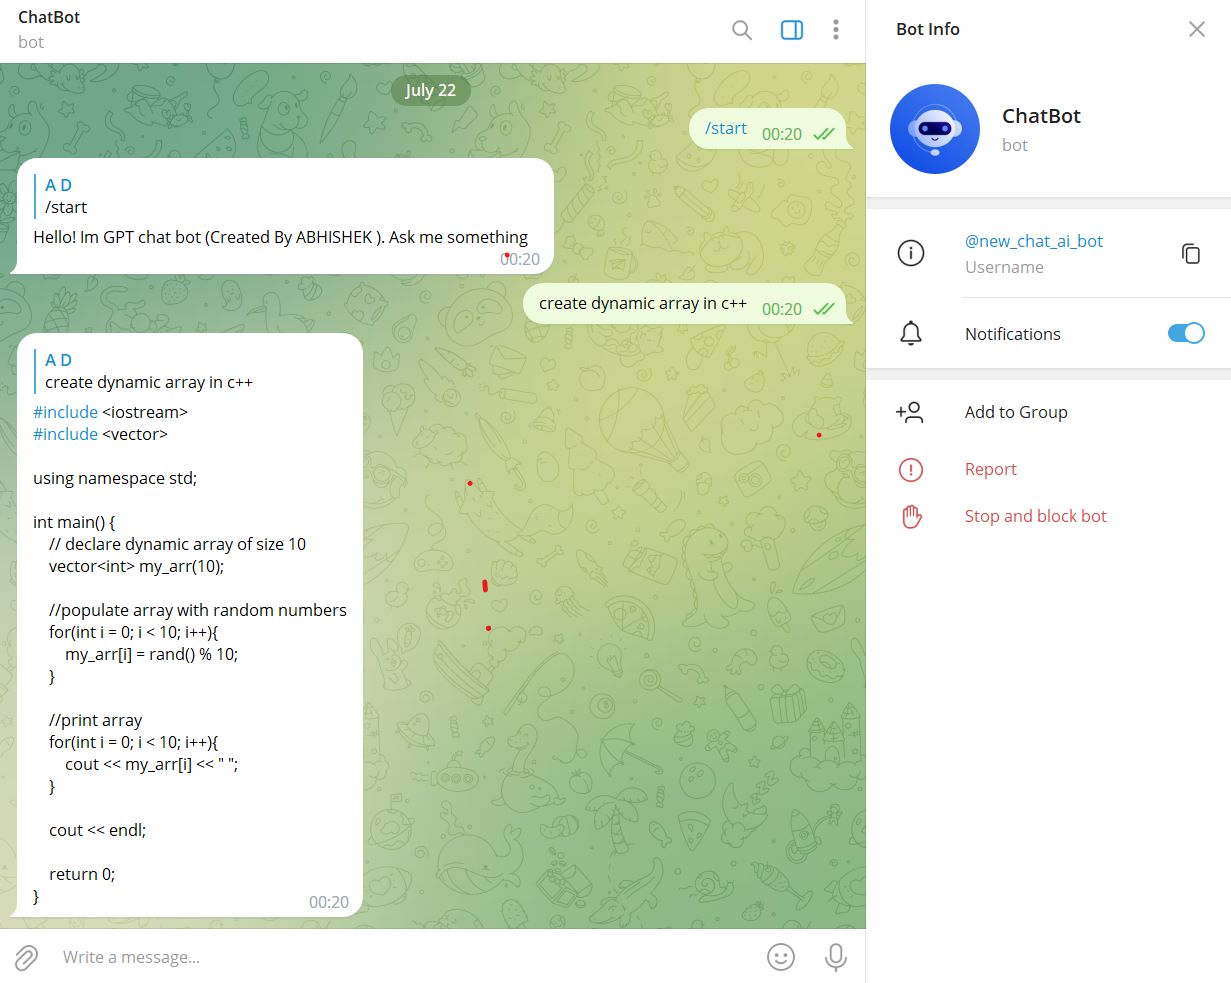 ChatBot
bot
July 22
/start 00:20
A D
/start
Hello! Im GPT chat bot (Created By ABHISHEK ). Ask me something
00:20
create dynamic array in c++ 00:20
A D
create dynamic array in c++
#include <iostream>
#include <vector>
using namespace std;
int main() {
// declare dynamic array of size 10
vector<int> my_arr(10);
//populate array with random numbers
for(int i = 0; i < 10; i++){
my_arr[i] = rand() % 10;
}
//print array
for(int i = 0; i < 10; i++){
cout << my_arr[i] << " ";
}
cout << endl;
return 0;
}
00:20
Write a message...
Bot Info
ChatBot
bot
@new_chat_ai_bot
Username
Notifications
Add to Group
Report
Stop and block bot